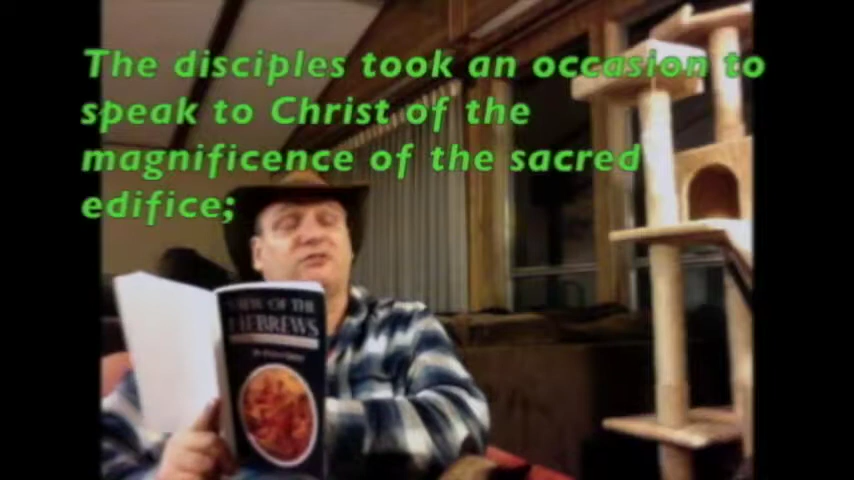 The disciples took an occasion to
speak to Christ of the
magnificence of the sacred
edifice;
VIEW OF THE
HEBREWS